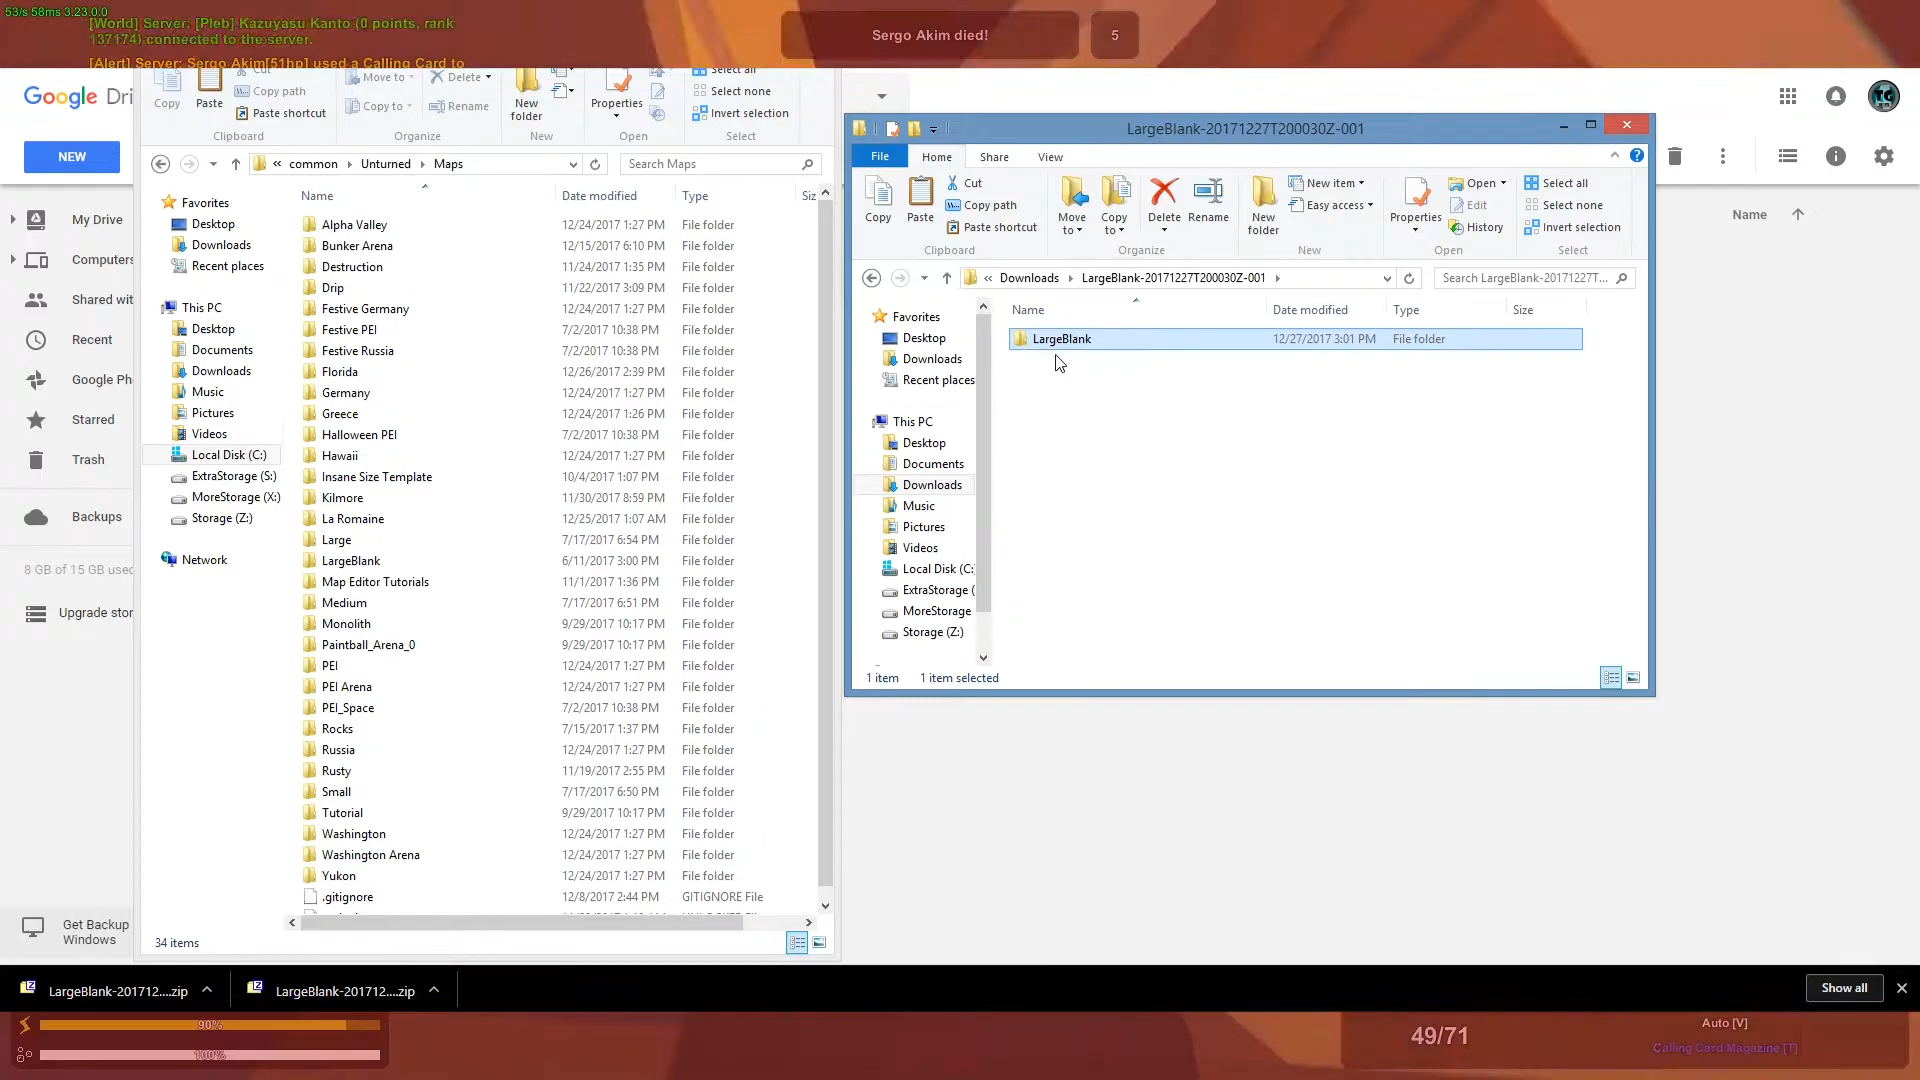 53/s 58ms 3.23.0.0
[World] Server: [Pleb] Kazuyasu Kanto (0 points, rank
137174) connected to the server.
[Alert] Server: Sergo Akim[51hp] used a Calling Card to
Sergo Akim died!
5
Google Dri
NEW
My Drive
Computers
Shared wit
Recent
Google Ph
Starred
Trash
Backups
8 GB of 15 GB used
Upgrade stor
Get Backup
Windows
Copy
Paste
Cut
Copy path
Paste shortcut
Clipboard
Move to
Copy to
Delete
Rename
Organize
New
folder
New
Properties
Open
Select all
Select none
Invert selection
Select
« common Unturned Maps
Search Maps
Favorites
Desktop
Downloads
Recent places
This PC
Desktop
Documents
Downloads
Music
Pictures
Videos
Local Disk (C:)
ExtraStorage (S:)
MoreStorage (X:)
Storage (Z:)
Network
Name Date modified Type Siz
Alpha Valley 12/24/2017 1:27 PM File folder
Bunker Arena 12/15/2017 6:10 PM File folder
Destruction 11/24/2017 1:35 PM File folder
Drip 11/22/2017 3:09 PM File folder
Festive Germany 12/24/2017 1:27 PM File folder
Festive PEI 7/2/2017 10:38 PM File folder
Festive Russia 7/2/2017 10:38 PM File folder
Florida 12/26/2017 2:39 PM File folder
Germany 12/24/2017 1:27 PM File folder
Greece 12/24/2017 1:26 PM File folder
Halloween PEI 7/2/2017 10:38 PM File folder
Hawaii 12/24/2017 1:27 PM File folder
Insane Size Template 10/4/2017 1:07 PM File folder
Kilmore 11/30/2017 8:59 PM File folder
La Romaine 12/25/2017 1:07 AM File folder
Large 7/17/2017 6:54 PM File folder
LargeBlank 6/11/2017 3:00 PM File folder
Map Editor Tutorials 11/1/2017 1:36 PM File folder
Medium 7/17/2017 6:51 PM File folder
Monolith 9/29/2017 10:17 PM File folder
Paintball_Arena_0 9/29/2017 10:17 PM File folder
PEI 12/24/2017 1:27 PM File folder
PEI Arena 12/24/2017 1:27 PM File folder
PEI_Space 7/2/2017 10:38 PM File folder
Rocks 7/15/2017 1:37 PM File folder
Russia 12/24/2017 1:27 PM File folder
Rusty 11/19/2017 2:55 PM File folder
Small 7/17/2017 6:50 PM File folder
Tutorial 9/29/2017 10:17 PM File folder
Washington 12/24/2017 1:27 PM File folder
Washington Arena 12/24/2017 1:27 PM File folder
Yukon 12/24/2017 1:27 PM File folder
.gitignore 12/8/2017 2:44 PM GITIGNORE File
34 items
LargeBlank-20171227T200030Z-001
File Home Share View
Copy
Paste
Cut
Copy path
Paste shortcut
Clipboard
Move
to
Copy
to
Delete
Rename
Organize
New
folder
New item
Easy access
New
Properties
Open
Edit
History
Open
Select all
Select none
Invert selection
Select
« Downloads LargeBlank-20171227T200030Z-001
Search LargeBlank-20171227T...
Favorites
Desktop
Downloads
Recent places
This PC
Desktop
Documents
Downloads
Music
Pictures
Videos
Local Disk (C:
ExtraStorage (
MoreStorage
Storage (Z:)
Name Date modified Type Size
LargeBlank 12/27/2017 3:01 PM File folder
1 item 1 item selected
TG
Name
LargeBlank-201712....zip
LargeBlank-201712....zip
Show all
90%
100%
49/71
Auto [V]
Calling Card Magazine [T]